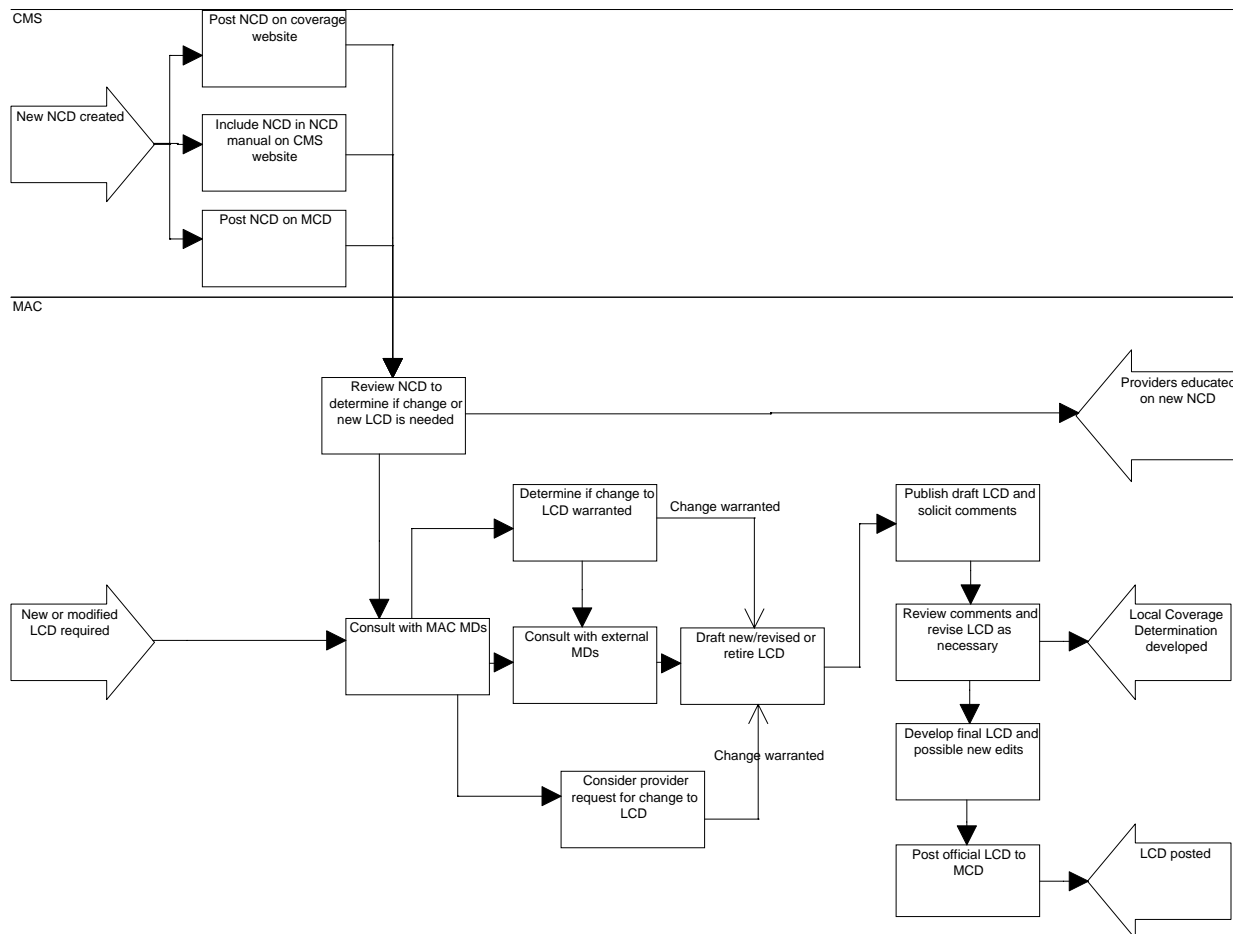 CMS
Post NCD on coverage
website
New NCD created
Include NCD in NCD
manual on CMS
website
Post NCD on MCD
MAC
Review NCD to
determine if change or
new LCD is needed
Providers educated
on new NCD
Determine if change to
LCD warranted
Change warranted
Publish draft LCD and
solicit comments
New or modified
LCD required
Consult with MAC MDs
Consult with external
MDs
Draft new/revised or
retire LCD
Review comments and
revise LCD as
necessary
Local Coverage
Determination
developed
Change warranted
Consider provider
request for change to
LCD
Develop final LCD and
possible new edits
Post official LCD to
MCD
LCD posted